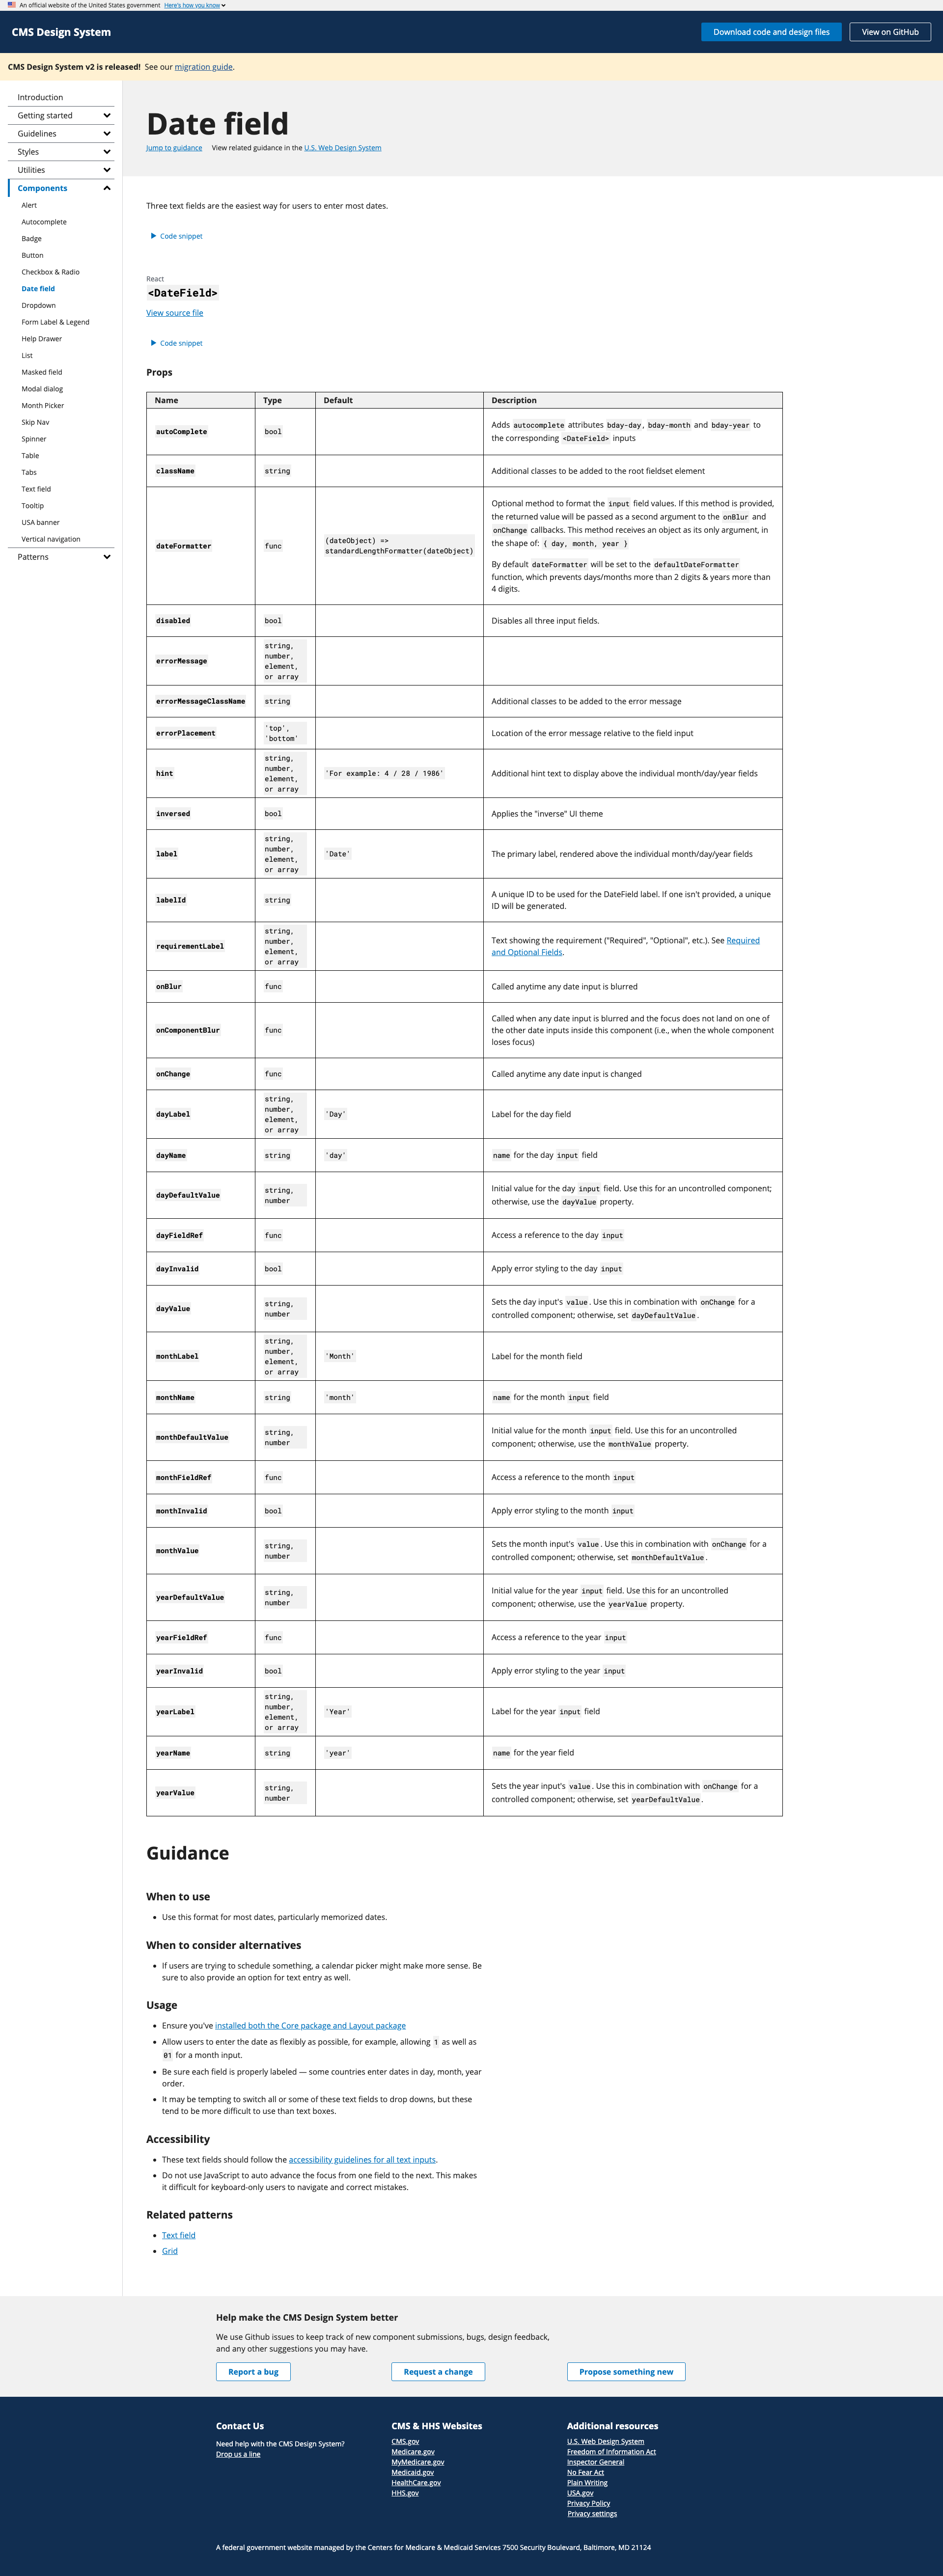 An official website of the United States government Here's how you know
CMS Design System
Download code and design files
View on GitHub
CMS Design System v2 is released! See our migration guide.
Introduction
Getting started
Guidelines
Styles
Utilities
Components
Alert
Autocomplete
Badge
Button
Checkbox & Radio
Date field
Dropdown
Form Label & Legend
Help Drawer
List
Masked field
Modal dialog
Month Picker
Skip Nav
Spinner
Table
Tabs
Text field
Tooltip
USA banner
Vertical navigation
Patterns
Date field
Jump to guidance View related guidance in the U.S. Web Design System
Three text fields are the easiest way for users to enter most dates.
Code snippet
React
<DateField>
View source file
Code snippet
Props
Name Type Default Description
autoComplete bool
Adds autocomplete attributes bday-day, bday-month and bday-year to
the corresponding <DateField> inputs
className string Additional classes to be added to the root fieldset element
dateFormatter func
(dateObject) =>
standardLengthFormatter(dateObject)
Optional method to format the input field values. If this method is provided,
the returned value will be passed as a second argument to the onBlur and
onChange callbacks. This method receives an object as its only argument, in
the shape of: { day, month, year }
By default dateFormatter will be set to the defaultDateFormatter
function, which prevents days/months more than 2 digits & years more than
4 digits.
disabled bool Disables all three input fields.
errorMessage
string,
number,
element,
or array
errorMessageClassName string Additional classes to be added to the error message
errorPlacement
'top',
'bottom'
Location of the error message relative to the field input
hint
string,
number,
element,
or array
'For example: 4 / 28 / 1986' Additional hint text to display above the individual month/day/year fields
inversed bool Applies the "inverse" UI theme
label
string,
number,
element,
or array
'Date' The primary label, rendered above the individual month/day/year fields
labelId string
A unique ID to be used for the DateField label. If one isn't provided, a unique
ID will be generated.
requirementLabel
string,
number,
element,
or array
Text showing the requirement ("Required", "Optional", etc.). See Required
and Optional Fields.
onBlur func Called anytime any date input is blurred
onComponentBlur func
Called when any date input is blurred and the focus does not land on one of
the other date inputs inside this component (i.e., when the whole component
loses focus)
onChange func Called anytime any date input is changed
dayLabel
string,
number,
element,
or array
'Day' Label for the day field
dayName string 'day' name for the day input field
dayDefaultValue
string,
number
Initial value for the day input field. Use this for an uncontrolled component;
otherwise, use the dayValue property.
dayFieldRef func Access a reference to the day input
dayInvalid bool Apply error styling to the day input
dayValue
string,
number
Sets the day input's value. Use this in combination with onChange for a
controlled component; otherwise, set dayDefaultValue.
monthLabel
string,
number,
element,
or array
'Month' Label for the month field
monthName string 'month' name for the month input field
monthDefaultValue
string,
number
Initial value for the month input field. Use this for an uncontrolled
component; otherwise, use the monthValue property.
monthFieldRef func Access a reference to the month input
monthInvalid bool Apply error styling to the month input
monthValue
string,
number
Sets the month input's value. Use this in combination with onChange for a
controlled component; otherwise, set monthDefaultValue.
yearDefaultValue
string,
number
Initial value for the year input field. Use this for an uncontrolled
component; otherwise, use the yearValue property.
yearFieldRef func Access a reference to the year input
yearInvalid bool Apply error styling to the year input
yearLabel
string,
number,
element,
or array
'Year' Label for the year input field
yearName string 'year' name for the year field
yearValue
string,
number
Sets the year input's value. Use this in combination with onChange for a
controlled component; otherwise, set yearDefaultValue.
Guidance
When to use
Use this format for most dates, particularly memorized dates.
When to consider alternatives
If users are trying to schedule something, a calendar picker might make more sense. Be
sure to also provide an option for text entry as well.
Usage
Ensure you've installed both the Core package and Layout package
Allow users to enter the date as flexibly as possible, for example, allowing 1 as well as
01 for a month input.
Be sure each field is properly labeled — some countries enter dates in day, month, year
order.
It may be tempting to switch all or some of these text fields to drop downs, but these
tend to be more difficult to use than text boxes.
Accessibility
These text fields should follow the accessibility guidelines for all text inputs.
Do not use JavaScript to auto advance the focus from one field to the next. This makes
it difficult for keyboard-only users to navigate and correct mistakes.
Related patterns
Text field
Grid
Help make the CMS Design System better
We use Github issues to keep track of new component submissions, bugs, design feedback,
and any other suggestions you may have.
Report a bug
Request a change
Propose something new
Contact Us
Need help with the CMS Design System?
Drop us a line
CMS & HHS Websites
CMS.gov
Medicare.gov
MyMedicare.gov
Medicaid.gov
HealthCare.gov
HHS.gov
Additional resources
U.S. Web Design System
Freedom of Information Act
Inspector General
No Fear Act
Plain Writing
USA.gov
Privacy Policy
Privacy settings
A federal government website managed by the Centers for Medicare & Medicaid Services 7500 Security Boulevard, Baltimore, MD 21124